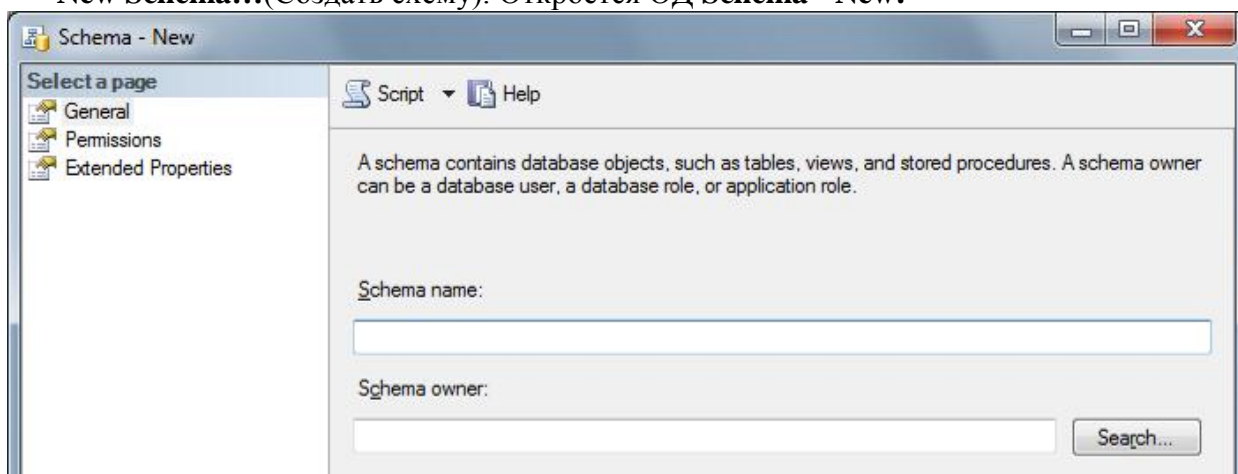 New Schema…(Создать схему). Откроется ОД Schema - New:
Schema - New
Select a page
General
Permissions
Extended Properties
Script Help
A schema contains database objects, such as tables, views, and stored procedures. A schema owner
can be a database user, a database role, or application role.
Schema name:
Schema owner:
Search...